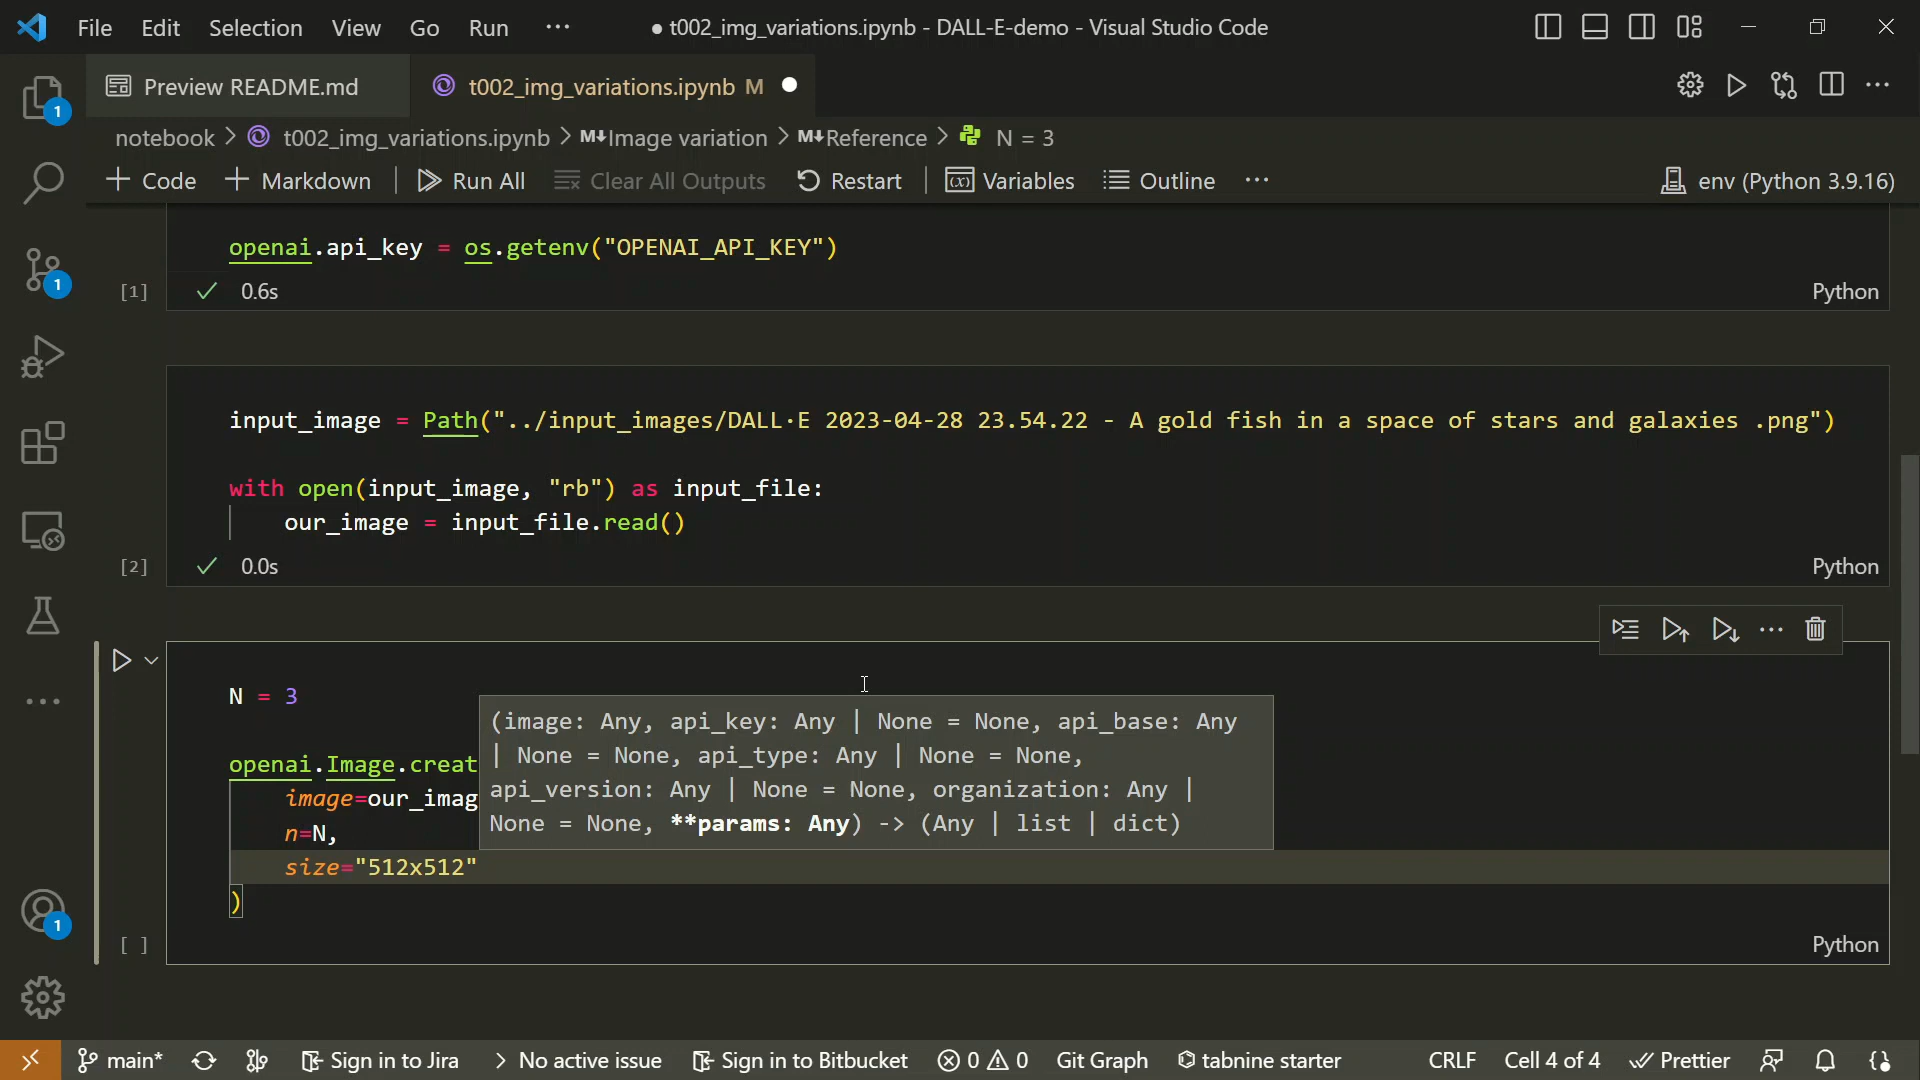 File Edit Selection View Go Run ··· ● t002_img_variations.ipynb - DALL-E-demo - Visual Studio Code
Preview README.md t002_img_variations.ipynb M
notebook > t002_img_variations.ipynb > M↓Image variation > M↓Reference > N = 3
+ Code + Markdown | Run All Clear All Outputs Restart | Variables Outline ··· env (Python 3.9.16)
openai.api_key = os.getenv("OPENAI_API_KEY")
[1] ✓ 0.6s Python
input_image = Path("../input_images/DALL·E 2023-04-28 23.54.22 - A gold fish in a space of stars and galaxies .png")
with open(input_image, "rb") as input_file:
our_image = input_file.read()
[2] ✓ 0.0s Python
N = 3
(image: Any, api_key: Any | None = None, api_base: Any
| None = None, api_type: Any | None = None,
api_version: Any | None = None, organization: Any |
None = None, **params: Any) -> (Any | list | dict)
openai.Image.creat
image=our_imag
n=N,
size="512x512"
)
[ ] Python
1
1
1
main* Sign in to Jira > No active issue Sign in to Bitbucket 0 0 Git Graph tabnine starter CRLF Cell 4 of 4 Prettier